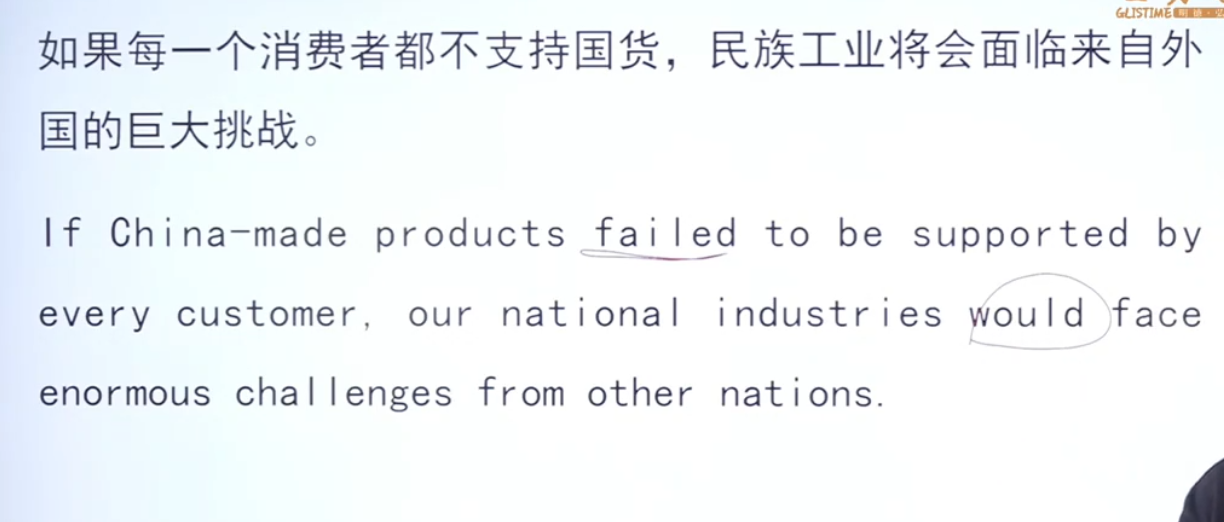 GLISTIME
如果每一个消费者都不支持国货，民族工业将会面临来自外
国的巨大挑战。
If China-made products failed to be supported by
every customer, our national industries would face
enormous challenges from other nations.